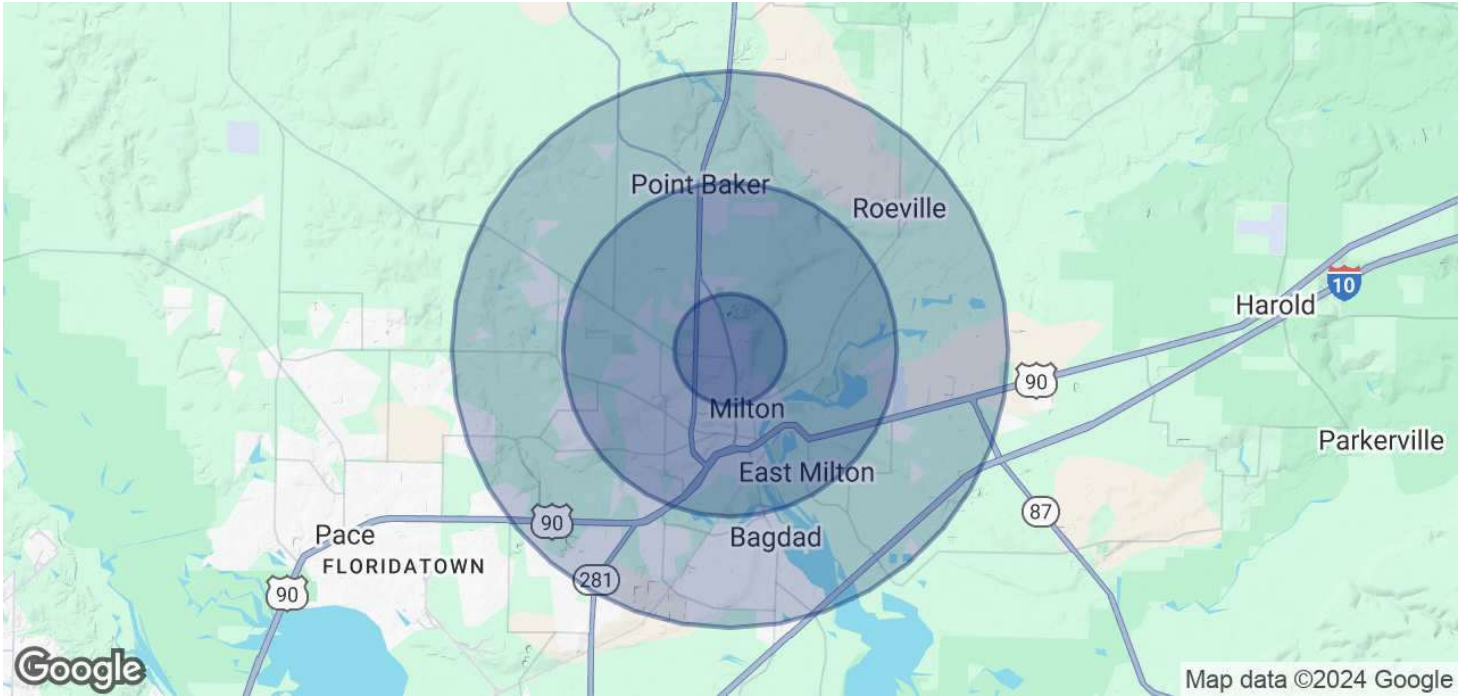 Point Baker
Roeville
10
Harold
90
Milton
Parkerville
East Milton
87
90
Pace
Bagdad
FLORIDATOWN
281
90
Google
Map data ©2024 Google